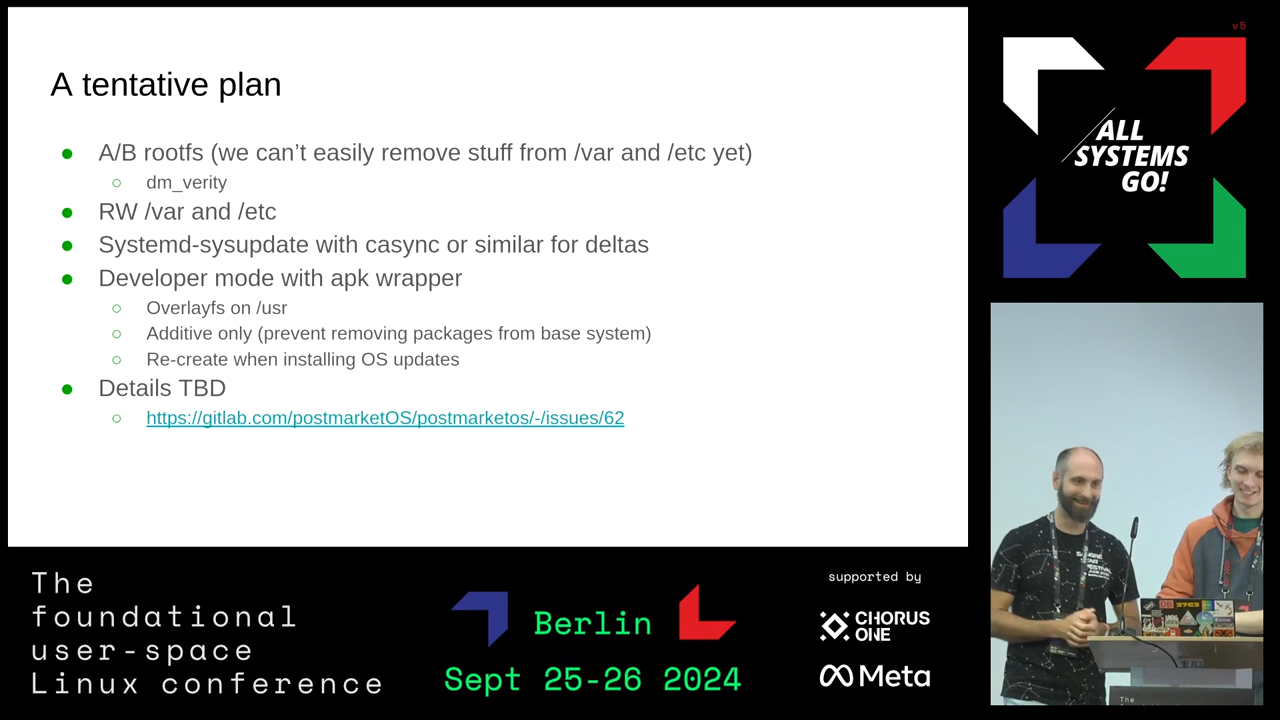 A tentative plan
● A/B rootfs (we can’t easily remove stuff from /var and /etc yet)
○ dm_verity
● RW /var and /etc
● Systemd-sysupdate with casync or similar for deltas
● Developer mode with apk wrapper
○ Overlayfs on /usr
○ Additive only (prevent removing packages from base system)
○ Re-create when installing OS updates
● Details TBD
○ https://gitlab.com/postmarketOS/postmarketos/-/issues/62
v5
ALL
SYSTEMS
GO!
The
foundational
user-space
Linux conference
Berlin
Sept 25-26 2024
supported by
CHORUS
ONE
Meta
STAR
FESTIVAL
The